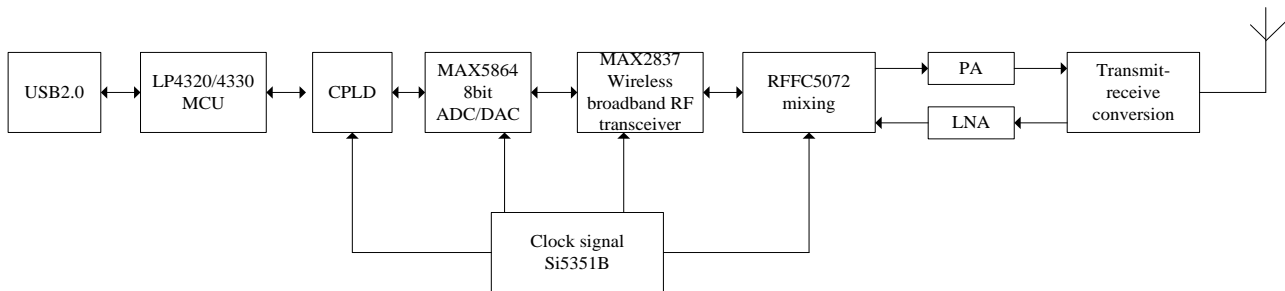 USB2.0
LP4320/4330
MCU
CPLD
MAX5864
8bit
ADC/DAC
MAX2837
Wireless
broadband RF
transceiver
RFFC5072
mixing
PA
LNA
Transmit-
receive
conversion
Clock signal
Si5351B